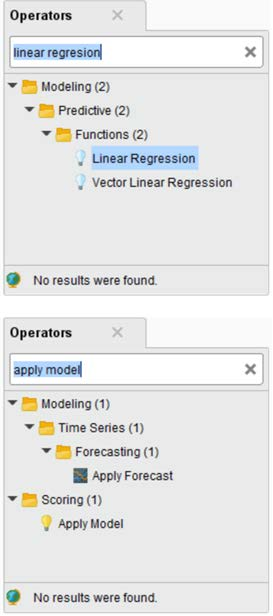 Operators
linear regresion
Modeling (2)
Predictive (2)
Functions (2)
Linear Regression
Vector Linear Regression
No results were found.
Operators
apply model
Modeling (1)
Time Series (1)
Forecasting (1)
Apply Forecast
Scoring (1)
Apply Model
No results were found.